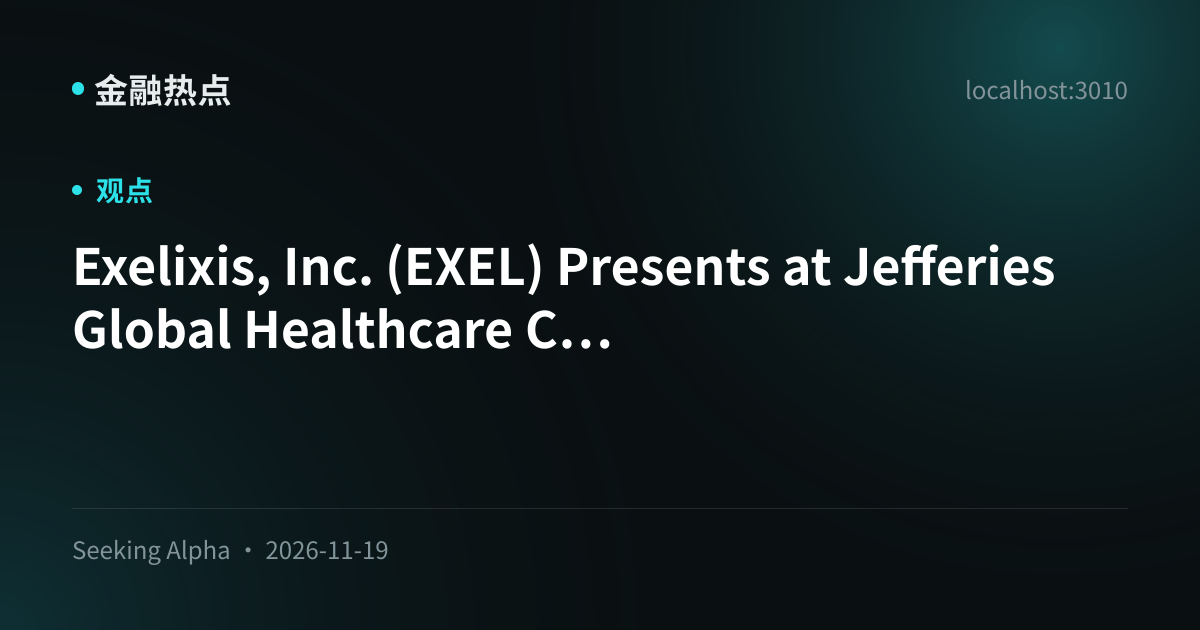 金融热点
localhost:3010
观点
Exelixis, Inc. (EXEL) Presents at Jefferies
Global Healthcare C…
Seeking Alpha · 2026-11-19